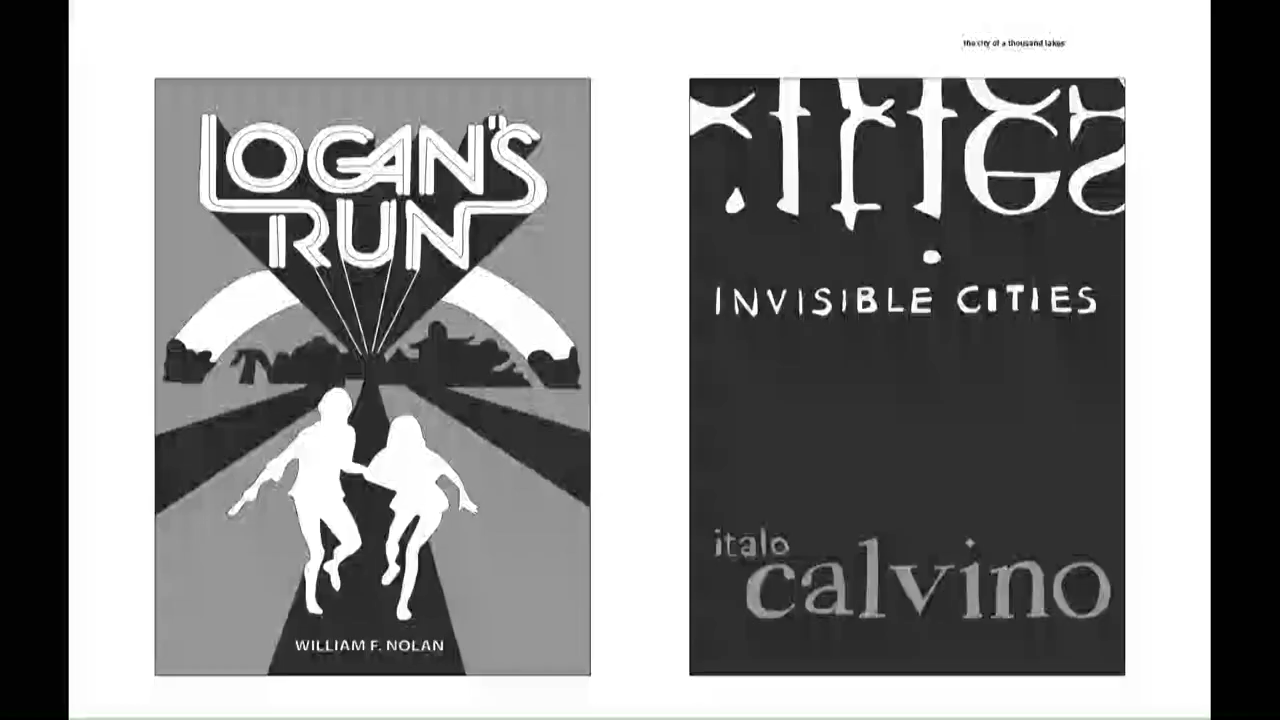 the city of a thousand lakes
LOGAN'S
RUN
WILLIAM F. NOLAN
INVISIBLE CITIES
italo
calvino